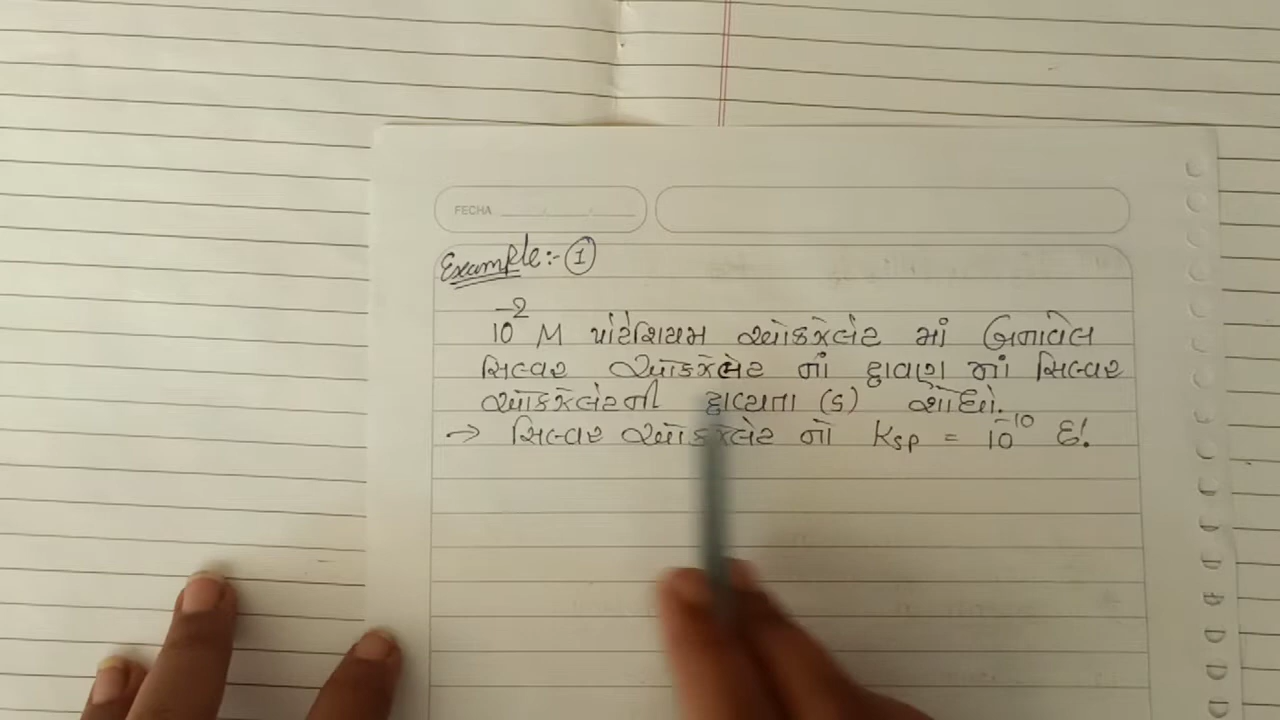 FECHA
Example:- ①
10⁻² M પોટેશિયમ ઓક્ઝેલેટ માં બનાવેલ
સિલ્વર ઓક્ઝેલેટ નાં દ્રાવણ માં સિલ્વર
ઓક્ઝેલેટની દ્રાવ્યતા (S) શોધો.
→ સિલ્વર ઓક્ઝેલેટ નો Ksp = 10⁻¹⁰ છે!